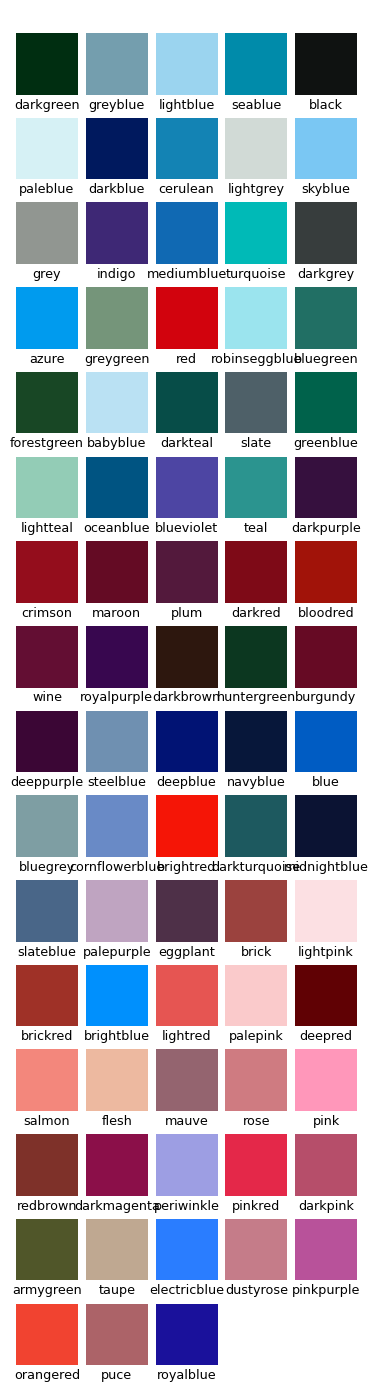 darkgreen greyblue lightblue seablue black
paleblue darkblue cerulean lightgrey skyblue
grey indigo mediumblue turquoise darkgrey
azure greygreen red robinseggblue bluegreen
forestgreen babyblue darkteal slate greenblue
lightteal oceanblue blueviolet teal darkpurple
crimson maroon plum darkred bloodred
wine royalpurple darkbrown huntergreen burgundy
deeppurple steelblue deepblue navyblue blue
bluegrey cornflowerblue brightred darkturquoise midnightblue
slateblue palepurple eggplant brick lightpink
brickred brightblue lightred palepink deepred
salmon flesh mauve rose pink
redbrown darkmagenta periwinkle pinkred darkpink
armygreen taupe electricblue dustyrose pinkpurple
orangered puce royalblue